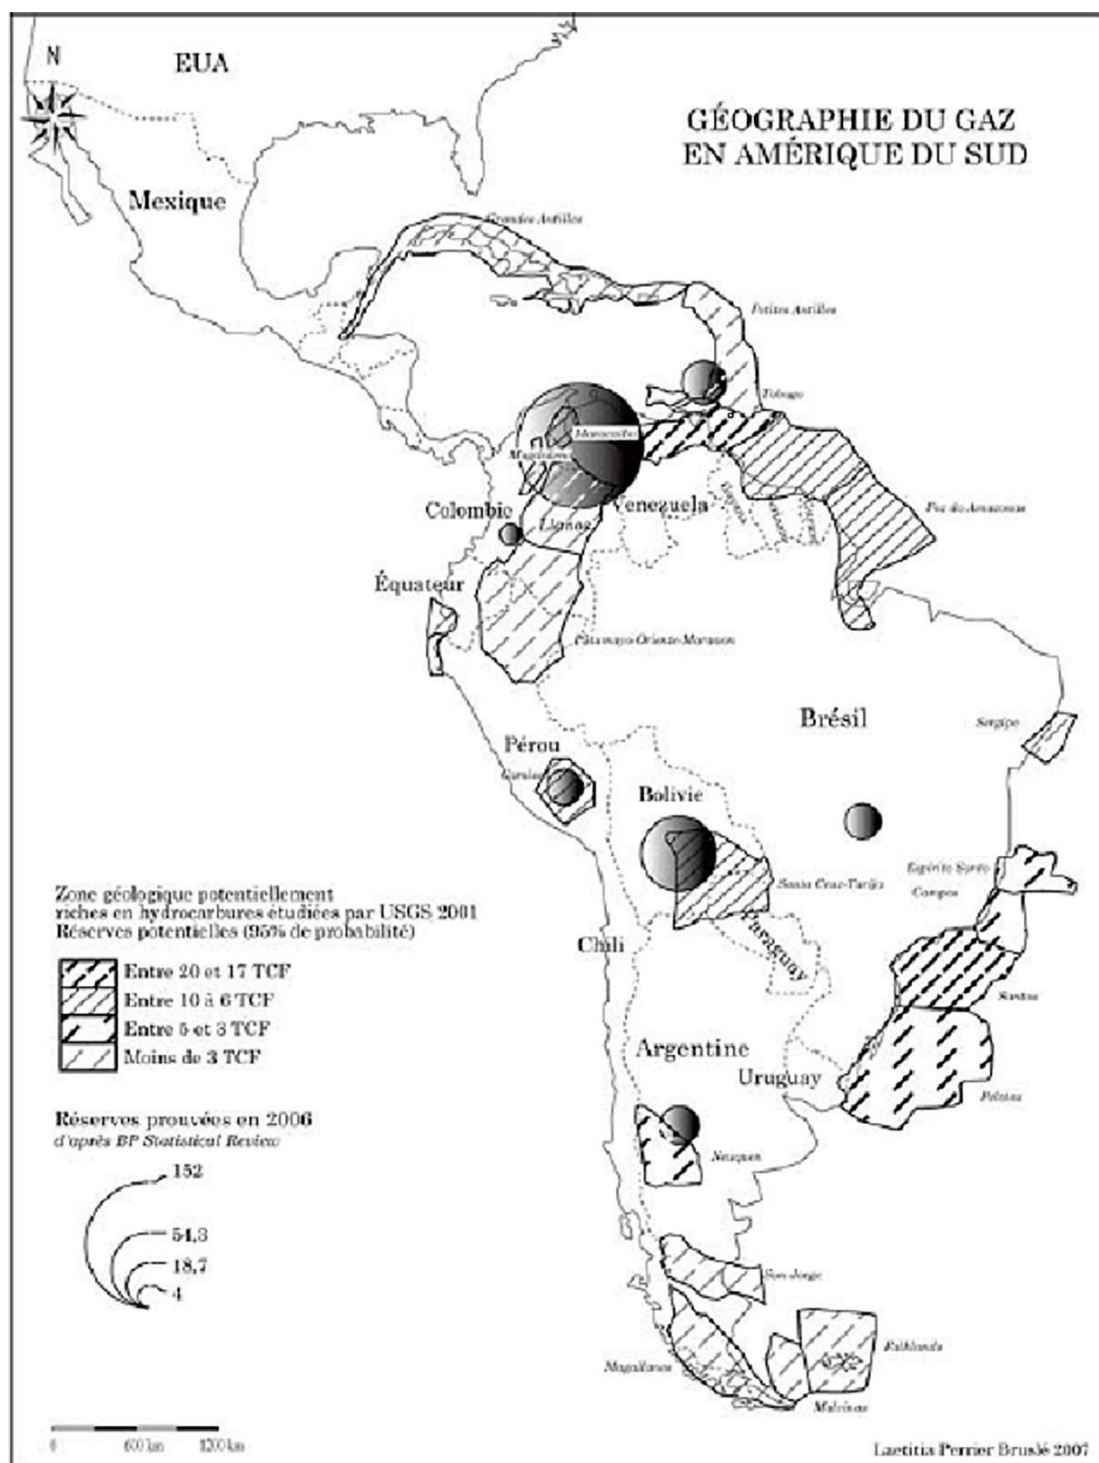 N
EUA
GÉOGRAPHIE DU GAZ
EN AMÉRIQUE DU SUD
Mexique
Grandes Antilles
Petites Antilles
Tobago
Maracaibo
Colombie
Venezuela
Llanos
Foz do Amazonas
Équateur
Putumayo-Oriente-Maranon
Brésil
Sergipe
Pérou
Camisea
Bolivie
Espirito Santo
Campos
Santa Cruz-Tarija
Zone géologique potentiellement
riches en hydrocarbures étudiées par USGS 2001
Réserves potentielles (95% de probabilité)
Entre 20 et 17 TCF
Entre 10 à 6 TCF
Entre 5 et 3 TCF
Moins de 3 TCF
Chili
Paraguay
Santos
Argentine
Uruguay
Pelotas
Neuquen
Réserves prouvées en 2006
d'après BP Statistical Review
152
54,3
18,7
4
San Jorge
Falklands
Magallanes
Malvinas
0 600 km 1200 km
Laetitia Perrier Bruslé 2007